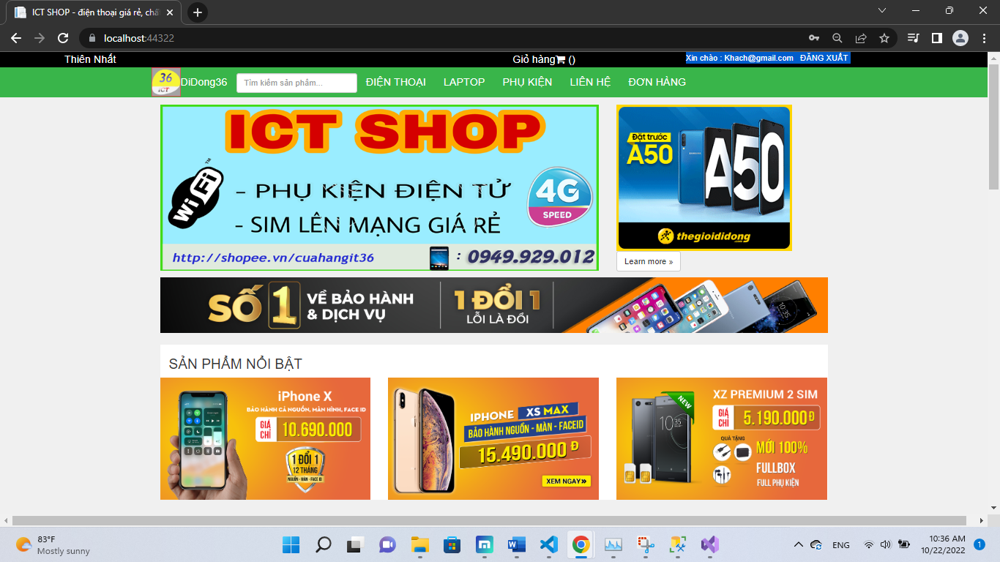 ICT SHOP - điện thoại giá rẻ, chấ
localhost:44322
Thiên Nhất
Giỏ hàng ()
Xin chào : Khach@gmail.com ĐĂNG XUẤT
36
ICT
DiDong36
Tìm kiếm sản phẩm...
ĐIỆN THOẠI
LAPTOP
PHỤ KIỆN
LIÊN HỆ
ĐƠN HÀNG
ICT SHOP
WiFi™
- PHỤ KIỆN ĐIỆN TỬ
- SIM LÊN MẠNG GIÁ RẺ
4G
SPEED
http://shopee.vn/cuahangit36
: 0949.929.012
Đặt trước
A50
SAMSUNG
A50
thegioididong
.com
Learn more »
SỐ 1
VỀ BẢO HÀNH
& DỊCH VỤ
1 ĐỔI 1
LỖI LÀ ĐỔI
10:35
SẢN PHẨM NỔI BẬT
iPhone X
BẢO HÀNH CẢ NGUỒN, MÀN HÌNH, FACE ID
GIÁ CHỈ
10.690.000
1 ĐỔI 1
12 THÁNG
NGUỒN - MÀN - FACE ID
IPHONE XS MAX
BẢO HÀNH NGUỒN - MÀN - FACEID
15.490.000 Đ
XEM NGAY»
NEW
XZ PREMIUM 2 SIM
GIÁ CHỈ
5.190.000 Đ
10:35
QUÀ TẶNG
MỚI 100%
FULLBOX
FULL PHỤ KIỆN
83°F
Mostly sunny
ENG
10:36 AM
10/22/2022
1